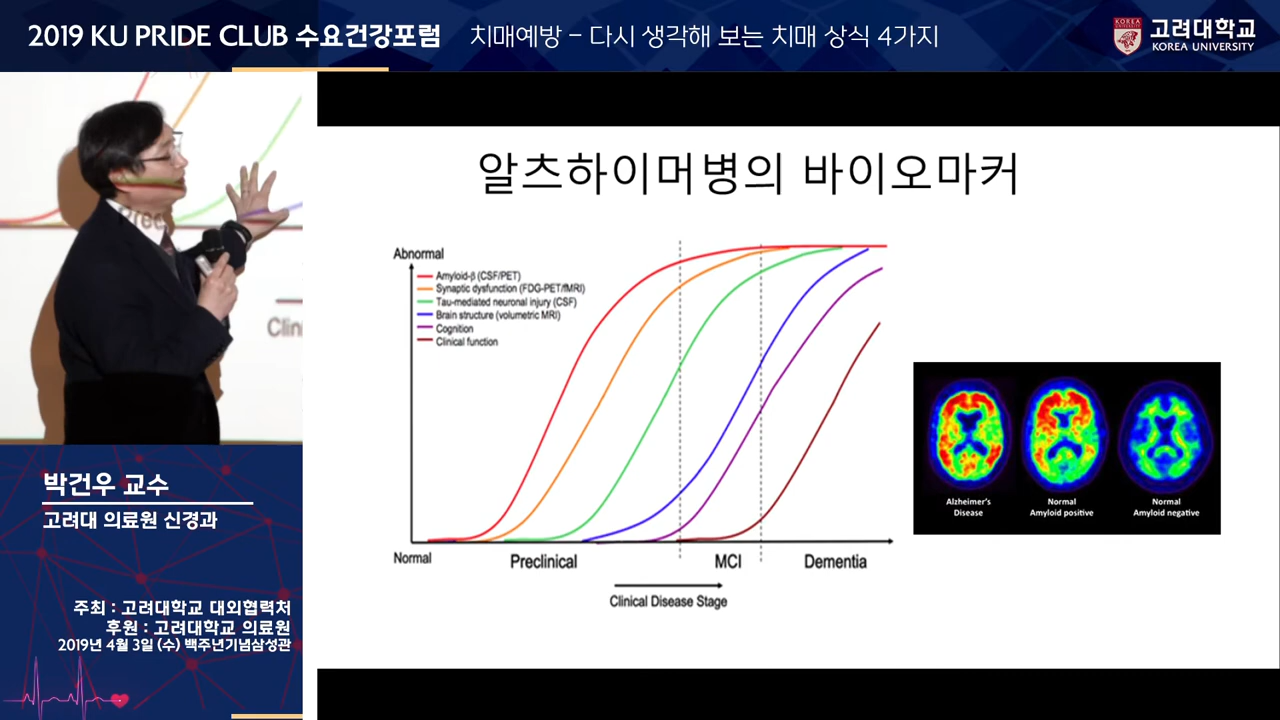 2019 KU PRIDE CLUB 수요건강포럼 치매예방 - 다시 생각해 보는 치매 상식 4가지
KOREA UNIVERSITY
고려대학교
KOREA UNIVERSITY
알츠하이머병의 바이오마커
Abnormal
Amyloid-β (CSF/PET)
Synaptic dysfunction (FDG-PET/fMRI)
Tau-mediated neuronal injury (CSF)
Brain structure (volumetric MRI)
Cognition
Clinical function
Normal
Preclinical
MCI
Dementia
Clinical Disease Stage
Alzheimer's
Disease
Normal
Amyloid positive
Normal
Amyloid negative
Prec
Clin
박건우 교수
고려대 의료원 신경과
주최 : 고려대학교 대외협력처
후원 : 고려대학교 의료원
2019년 4월 3일 (수) 백주년기념삼성관